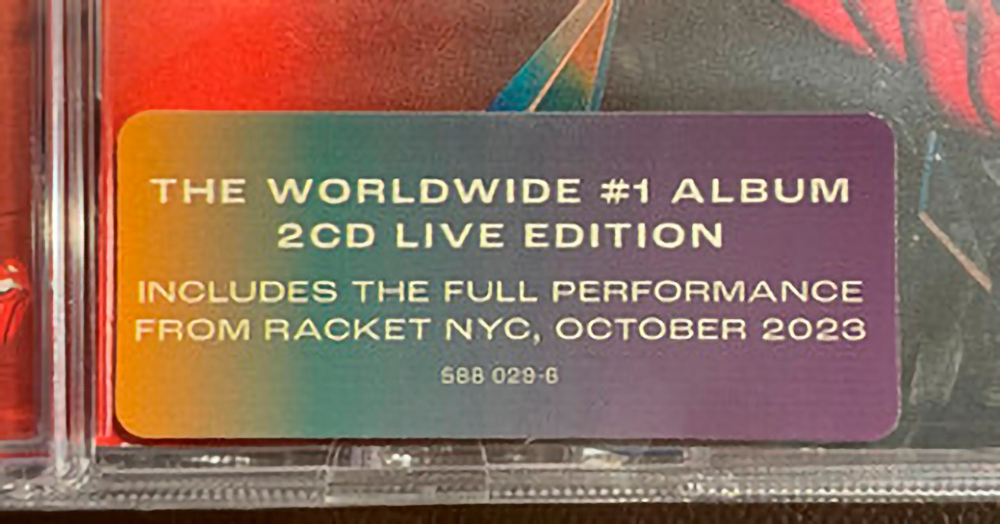 THE WORLDWIDE #1 ALBUM
2CD LIVE EDITION
INCLUDES THE FULL PERFORMANCE
FROM RACKET NYC, OCTOBER 2023
588 029-6